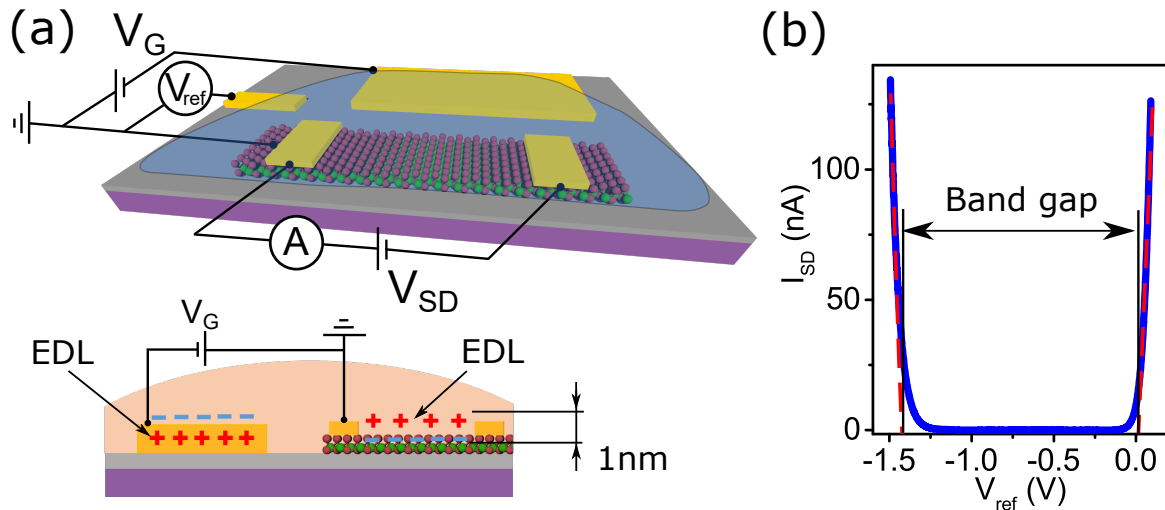 (a)
V_G
V_ref
A
V_SD
V_G
EDL
EDL
1nm
(b)
I_SD (nA)
100
50
0
Band gap
-1.5
-1.0
-0.5
0.0
V_ref (V)